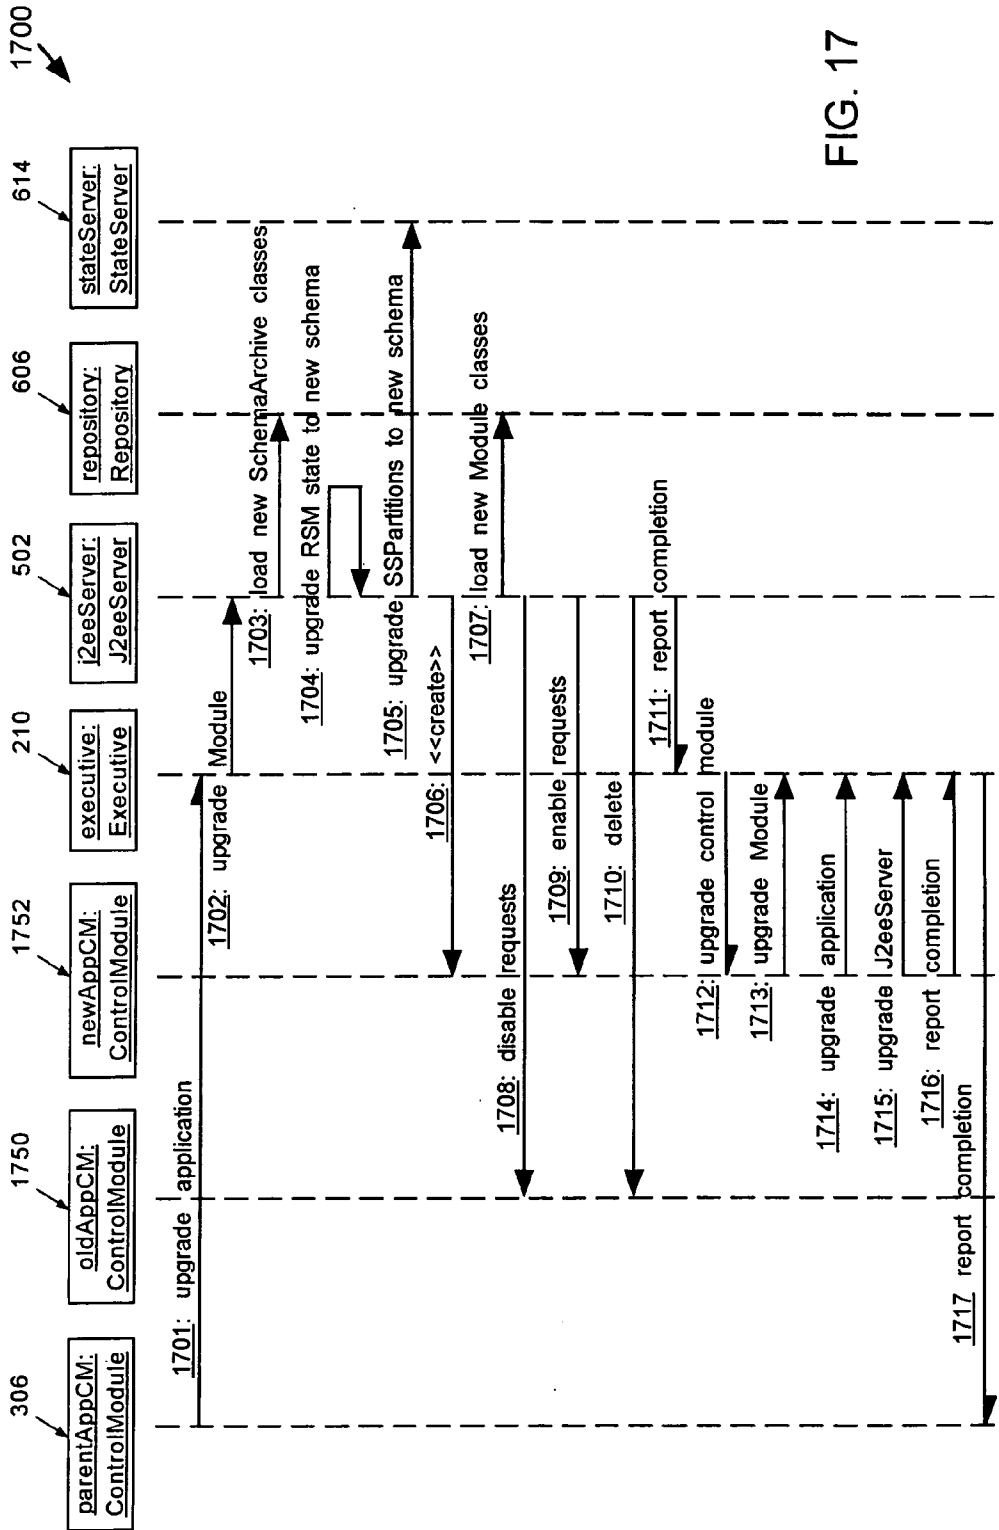 1700
306
1750
1752
210
502
606
614
parentAppCM:
ControlModule
oldAppCM:
ControlModule
newAppCM:
ControlModule
executive:
Executive
j2eeServer:
J2eeServer
repository:
Repository
stateServer:
StateServer
1701: upgrade application
1702: upgrade Module
1703: load new SchemaArchive classes
1704: upgrade RSM state to new schema
1705: upgrade SSPartitions to new schema
1706: <<create>>
1707: load new Module classes
1708: disable requests
1709: enable requests
1710: delete
1711: report completion
1712: upgrade control module
1713: upgrade Module
1714: upgrade application
1715: upgrade J2eeServer
1716: report completion
1717 report completion
FIG. 17